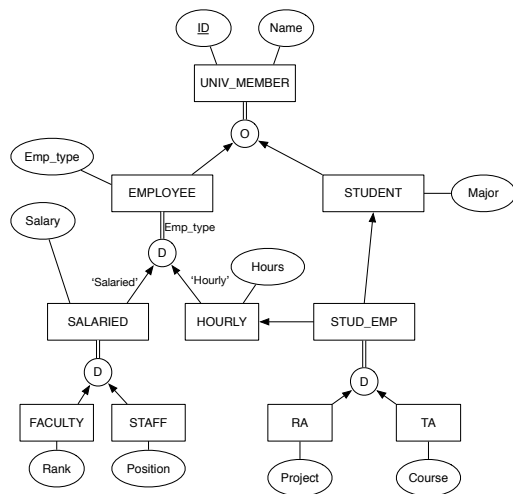 ID
Name
UNIV_MEMBER
O
Emp_type
EMPLOYEE
STUDENT
Major
Emp_type
Salary
D
Hours
'Salaried'
'Hourly'
SALARIED
HOURLY
STUD_EMP
D
D
FACULTY
STAFF
RA
TA
Rank
Position
Project
Course